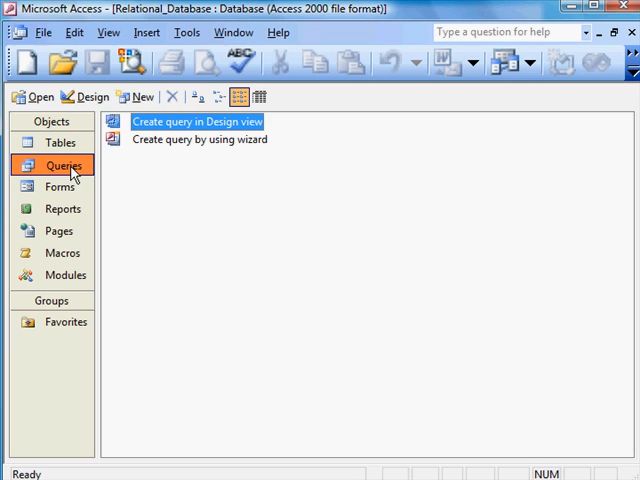 Microsoft Access - [Relational_Database : Database (Access 2000 file format)]
File Edit View Insert Tools Window Help
Type a question for help
ABC
W
Open Design New
Objects
Tables
Queries
Forms
Reports
Pages
Macros
Modules
Groups
Favorites
Create query in Design view
Create query by using wizard
Ready
NUM